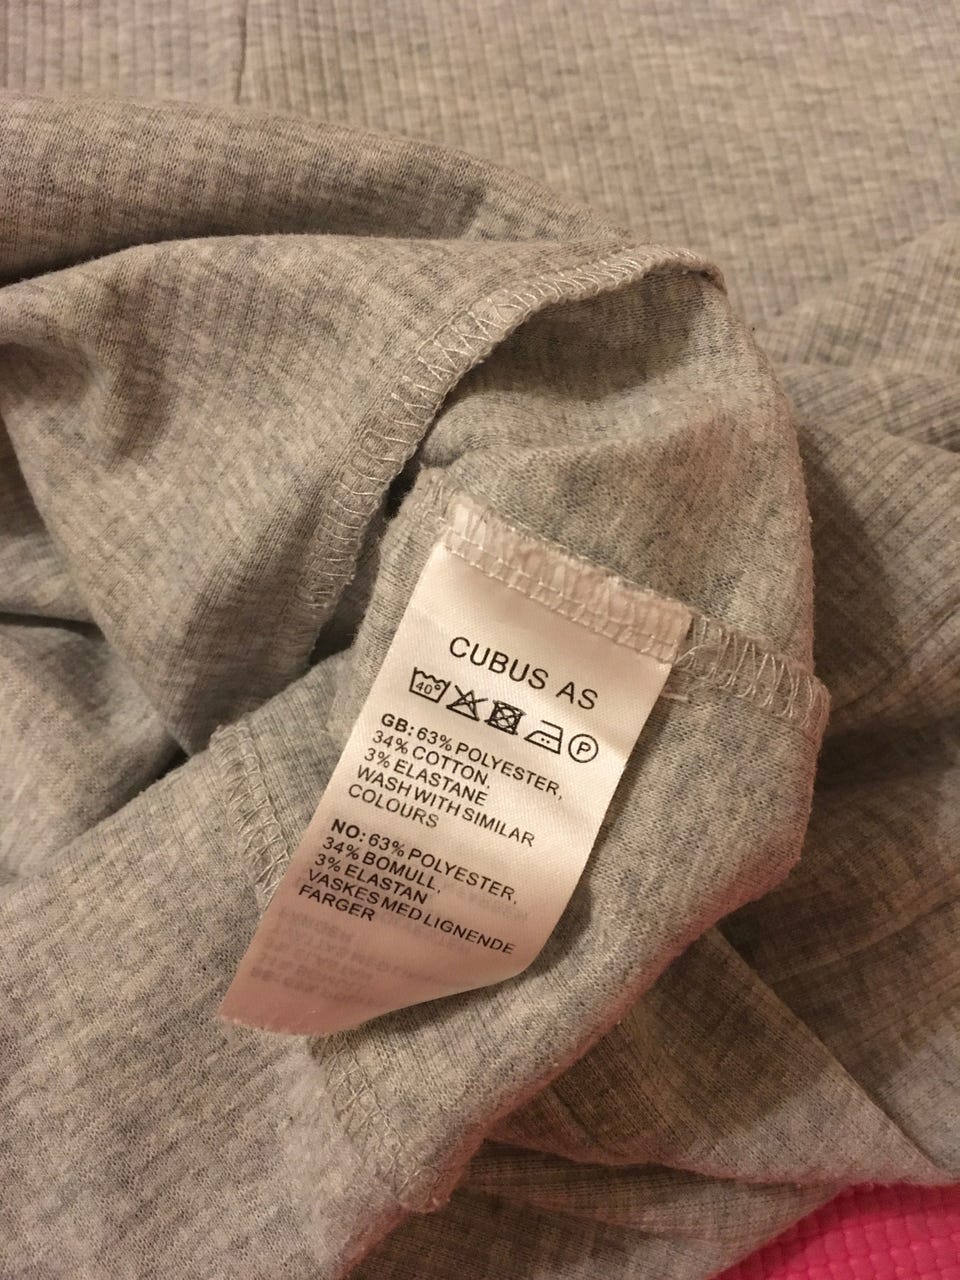 CUBUS AS
40° P
GB: 63% POLYESTER,
34% COTTON,
3% ELASTANE
WASH WITH SIMILAR
COLOURS
NO: 63% POLYESTER,
34% BOMULL,
3% ELASTAN
VASKES MED LIGNENDE
FARGER